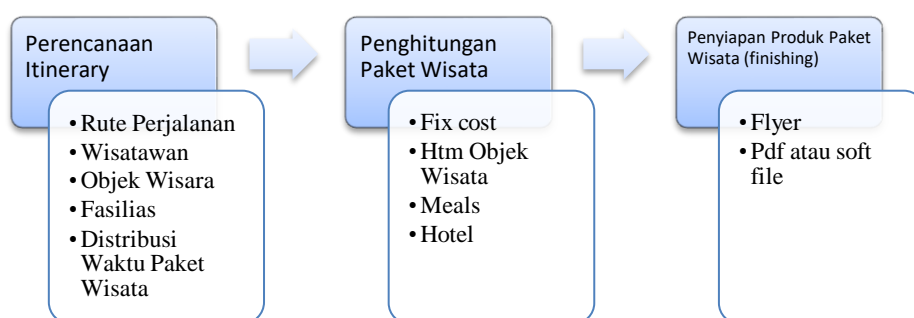 Perencanaan
Itinerary
• Rute Perjalanan
• Wisatawan
• Objek Wisara
• Fasilias
• Distribusi
Waktu Paket
Wisata
Penghitungan
Paket Wisata
• Fix cost
• Htm Objek
Wisata
• Meals
• Hotel
Penyiapan Produk Paket
Wisata (finishing)
• Flyer
• Pdf atau soft
file